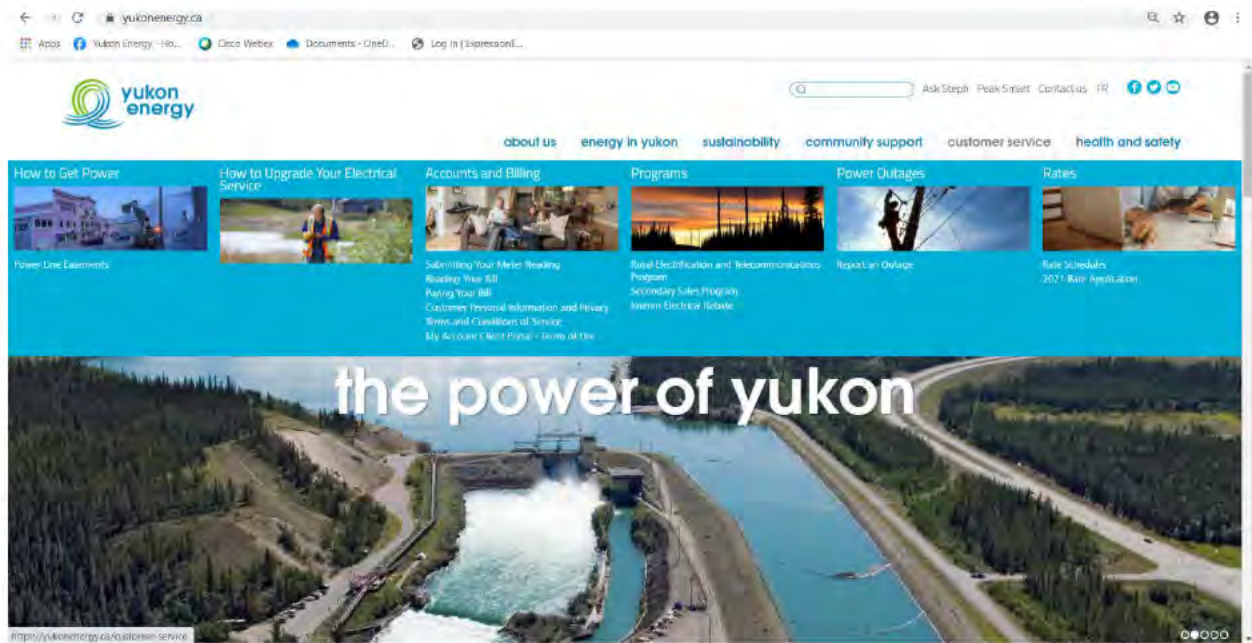 yukonenergy.ca
Apps Yukon Energy - Ho... Cisco Webex Documents - OneD... Log In | ExpressionE...
yukon
energy
Ask Steph Peak Smart Contact us FR
about us energy in yukon sustainability community support customer service health and safety
How to Get Power
Power Line Easements
How to Upgrade Your Electrical
Service
Accounts and Billing
Submitting Your Meter Reading
Reading Your Bill
Paying Your Bill
Customer Personal Information and Privacy
Terms and Conditions of Service
My Account Client Portal - Terms of Use
Programs
Rural Electrification and Telecommunications
Program
Secondary Sales Program
Interim Electrical Rebate
Power Outages
Report an Outage
Rates
Rate Schedules
2021 Rate Application
the power of yukon
https://yukonenergy.ca/customer-service